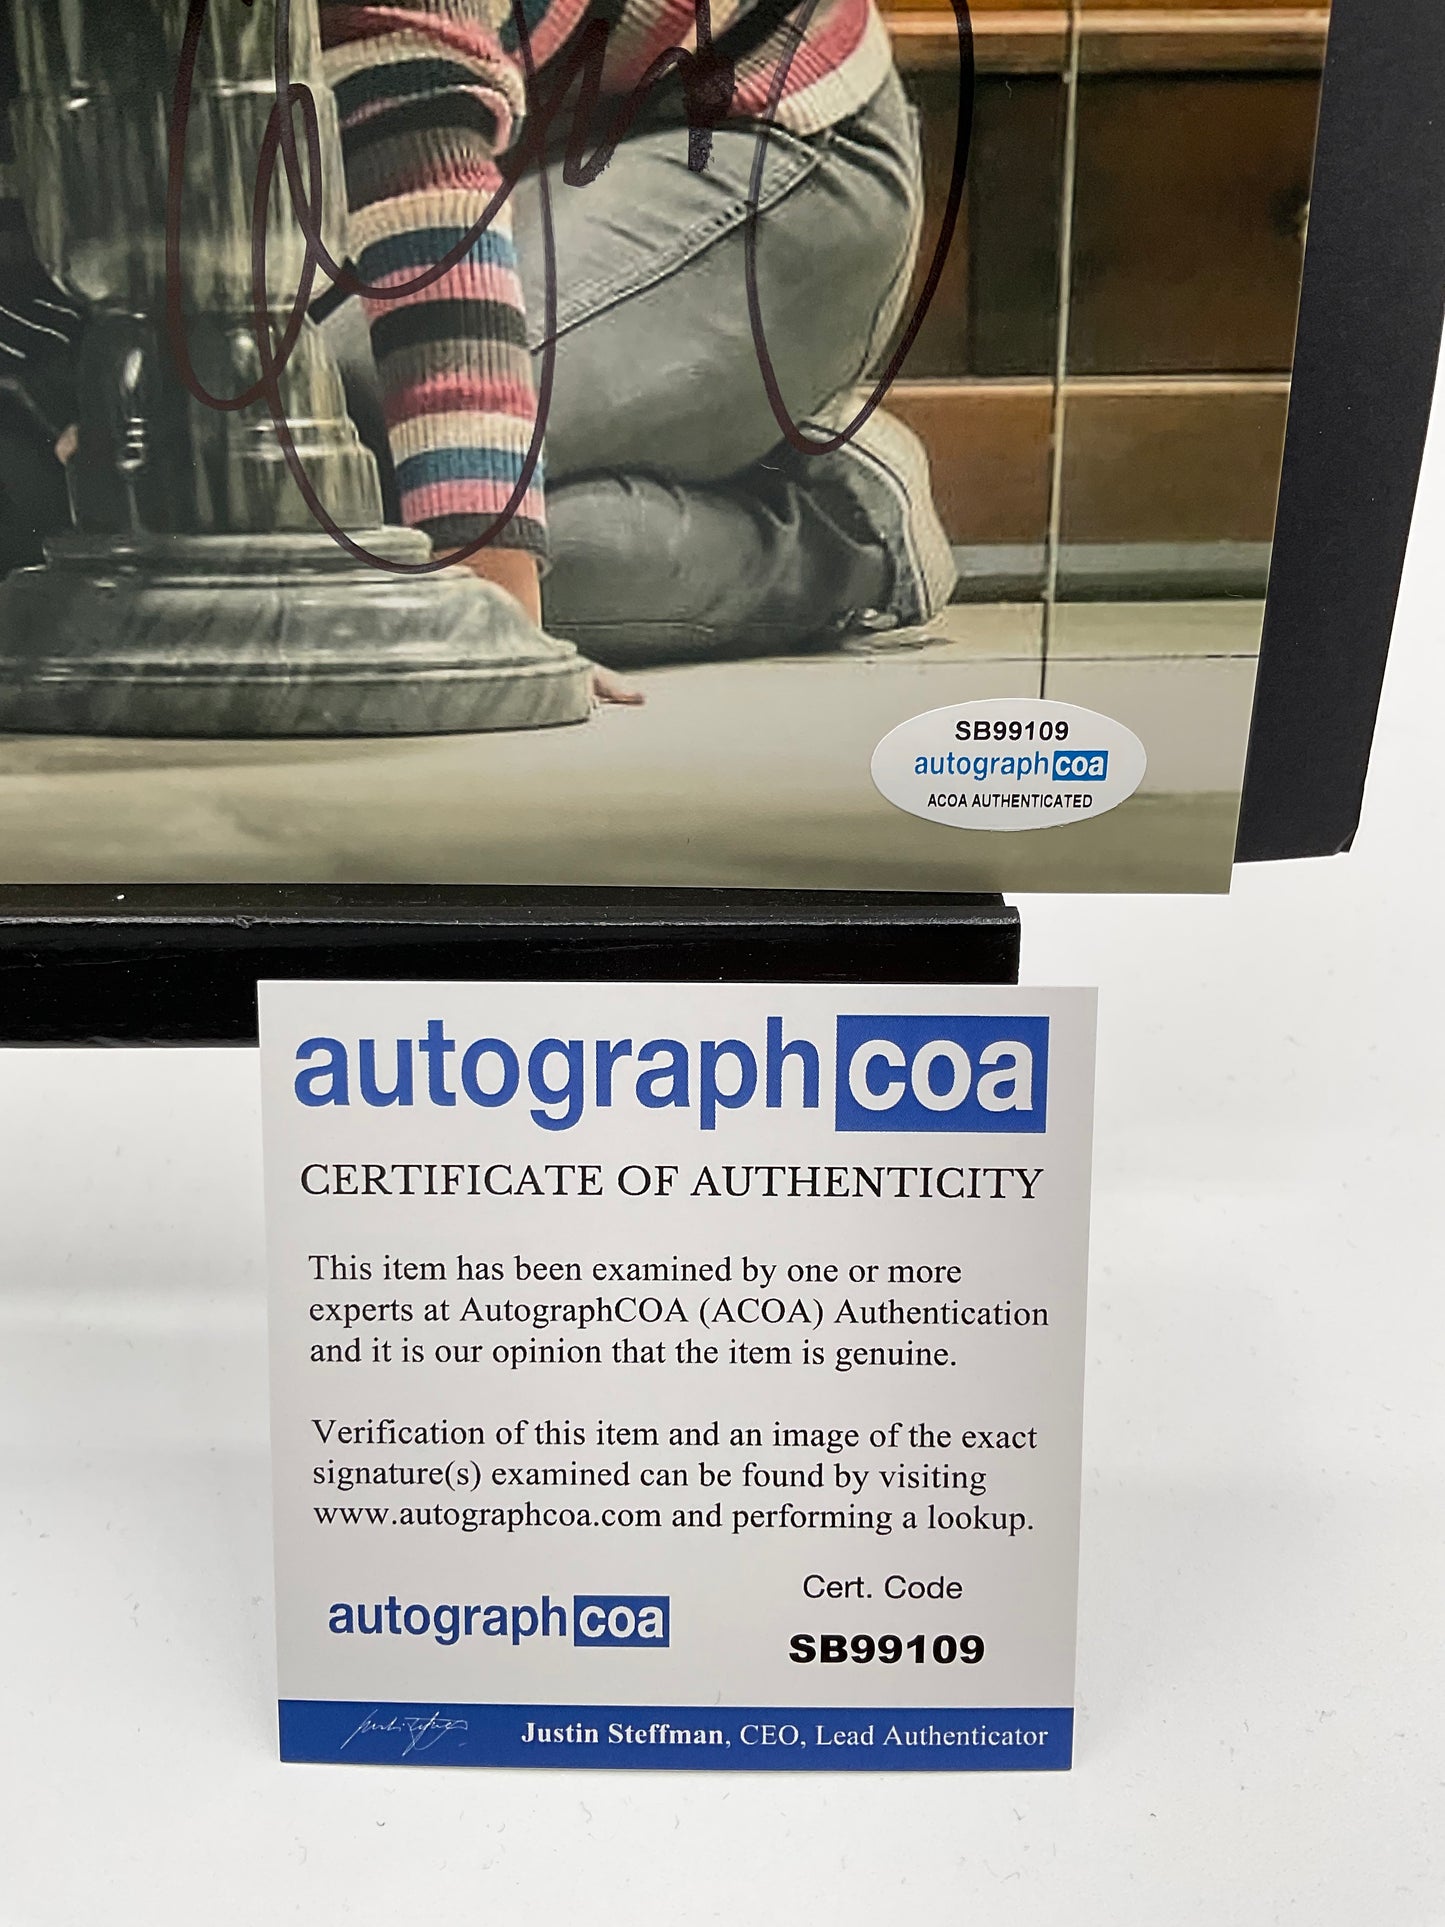 SB99109
autographcoa
ACOA AUTHENTICATED
autographcoa
CERTIFICATE OF AUTHENTICITY
This item has been examined by one or more
experts at AutographCOA (ACOA) Authentication
and it is our opinion that the item is genuine.
Verification of this item and an image of the exact
signature(s) examined can be found by visiting
www.autographcoa.com and performing a lookup.
autographcoa
Cert. Code
SB99109
Justin Steffman, CEO, Lead Authenticator